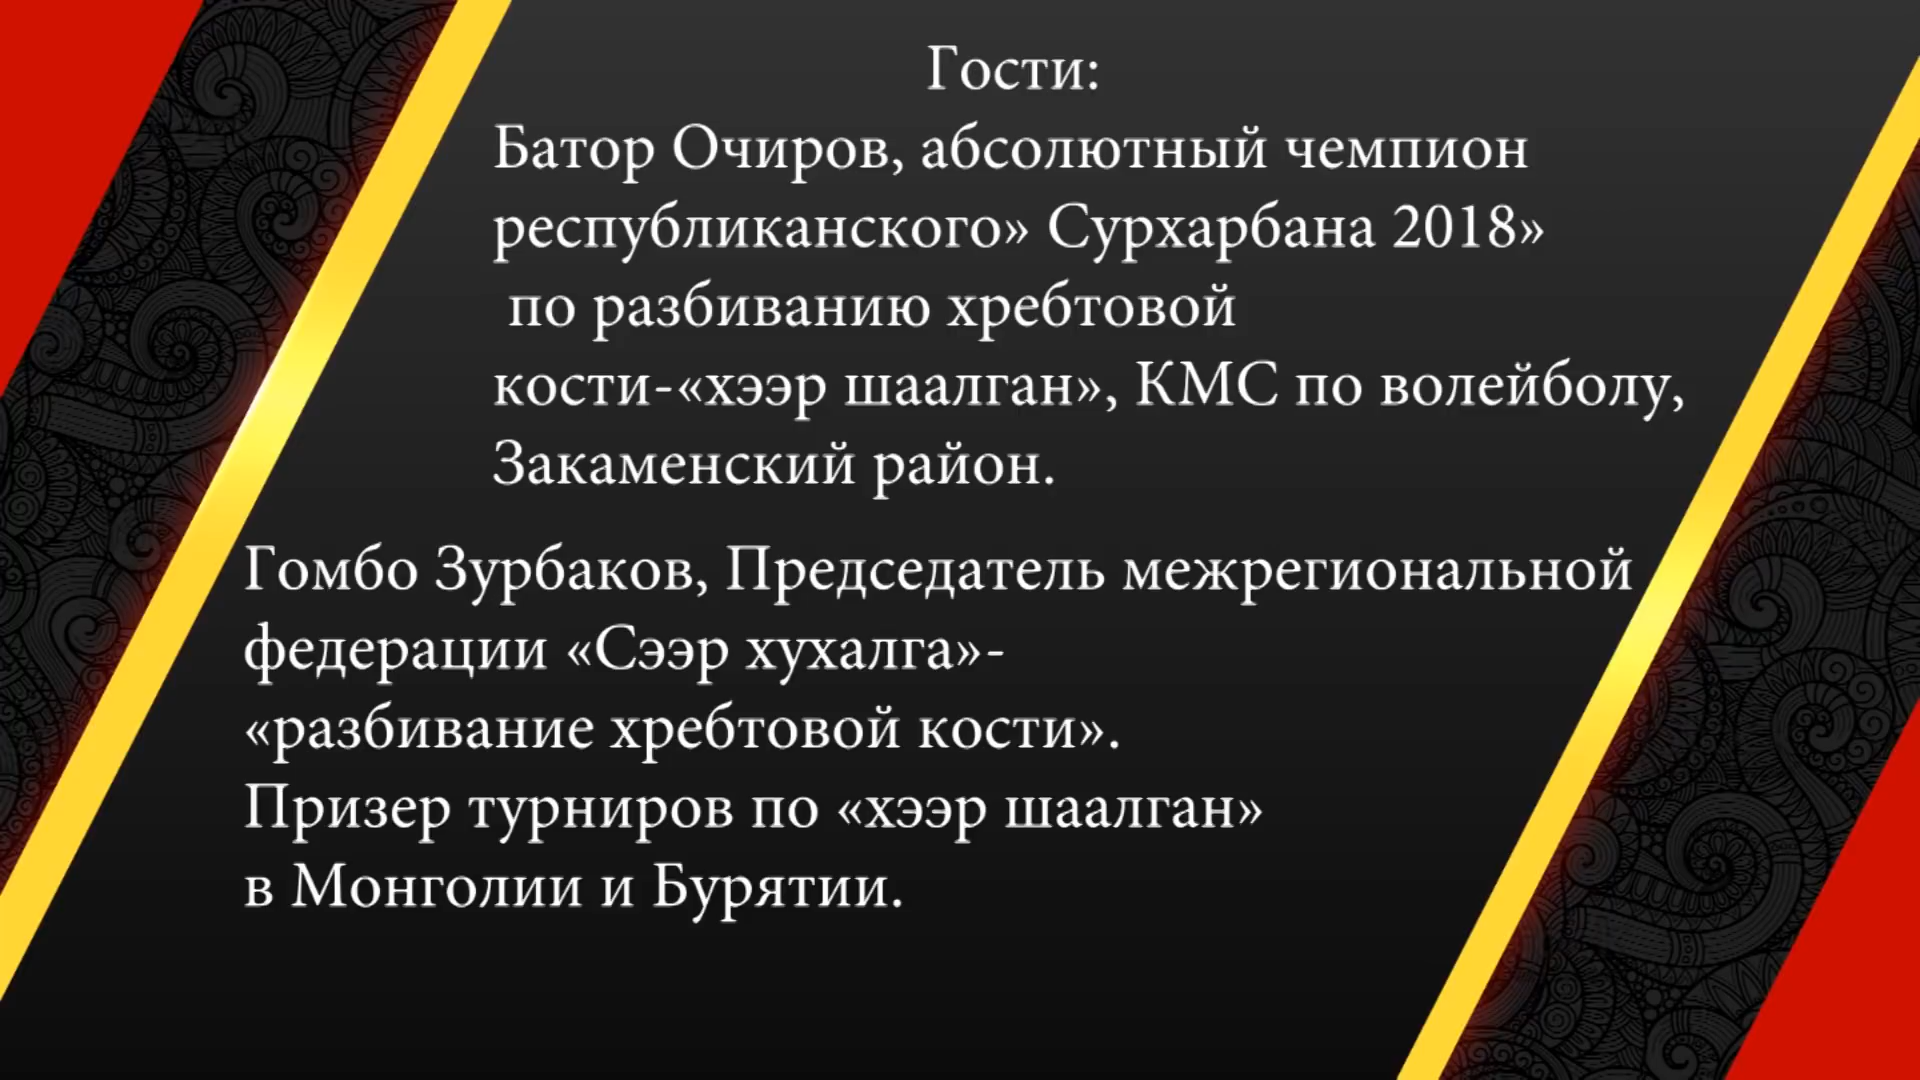 Гости:
Батор Очиров, абсолютный чемпион
республиканского» Сурхарбана 2018»
по разбиванию хребтовой
кости-«хээр шаалган», КМС по волейболу,
Закаменский район.
Гомбо Зурбаков, Председатель межрегиональной
федерации «Сээр хухалга»-
«разбивание хребтовой кости».
Призер турниров по «хээр шаалган»
в Монголии и Бурятии.